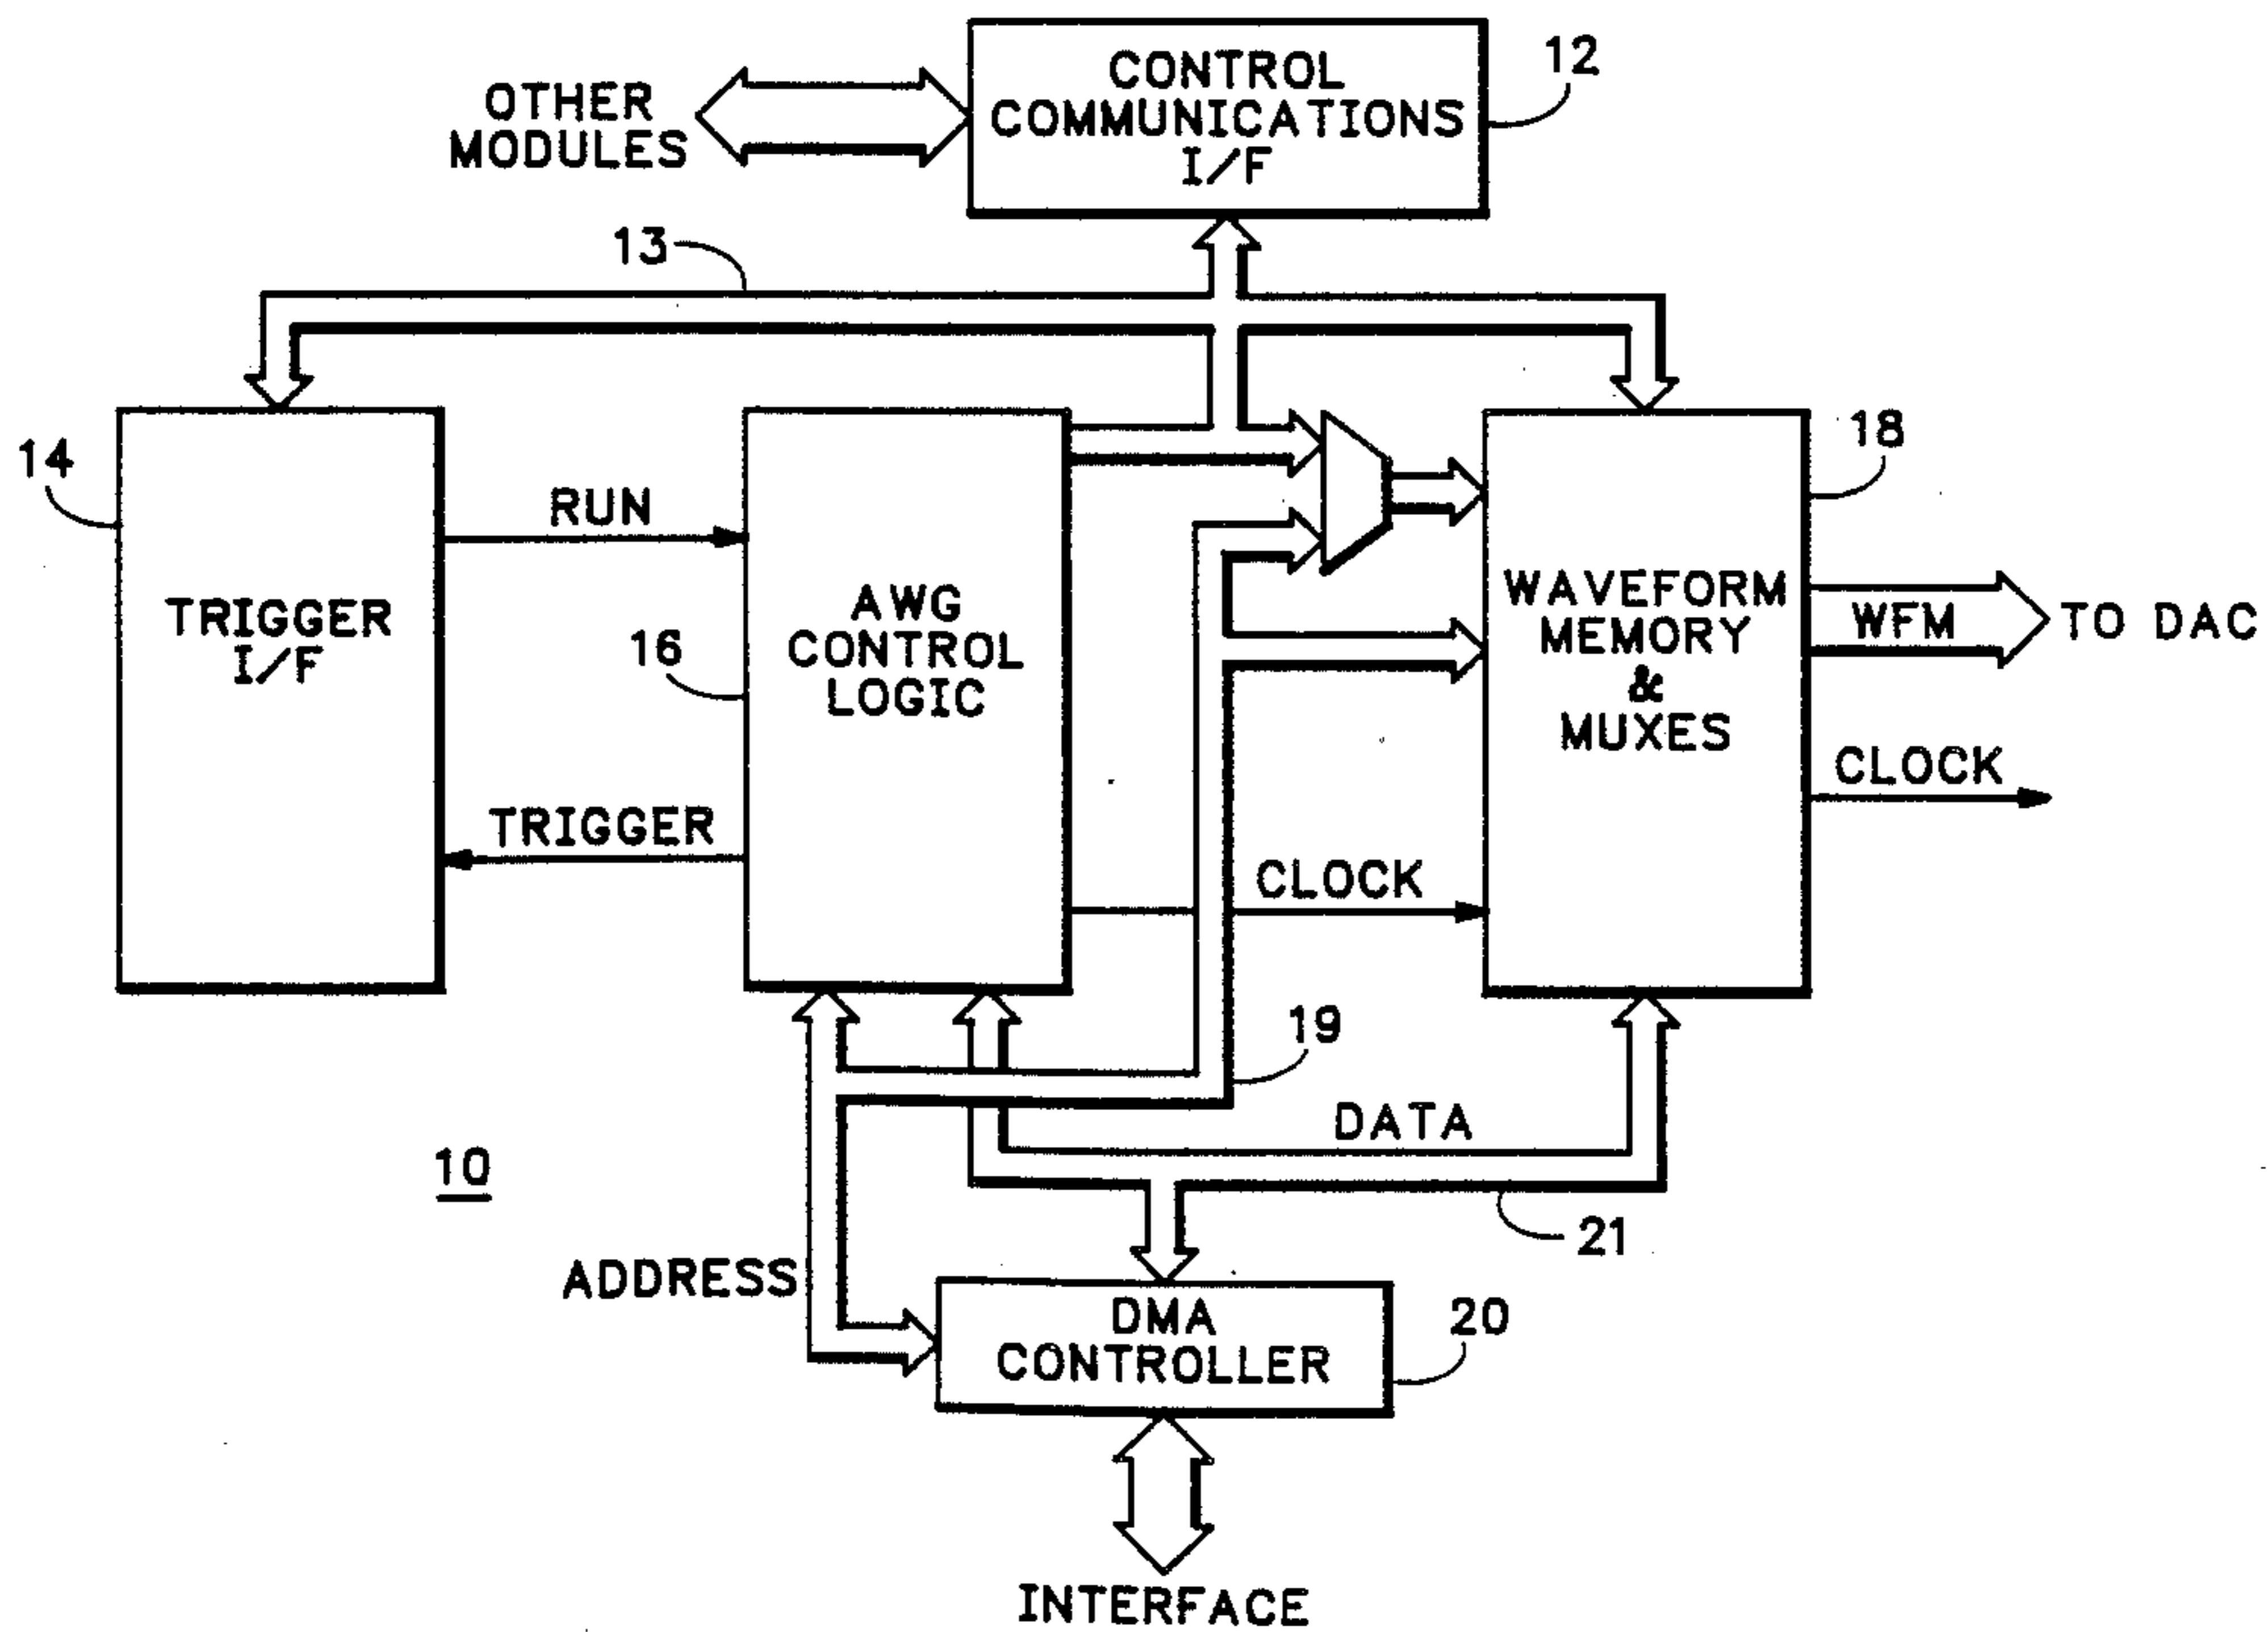 CONTROL
COMMUNICATIONS
I/F
12
OTHER
MODULES
13
14
TRIGGER
I/F
RUN
TRIGGER
16
AWG
CONTROL
LOGIC
18
WAVEFORM
MEMORY
&
MUXES
WFM
TO DAC
CLOCK
CLOCK
19
DATA
21
10
ADDRESS
DMA
CONTROLLER
20
INTERFACE